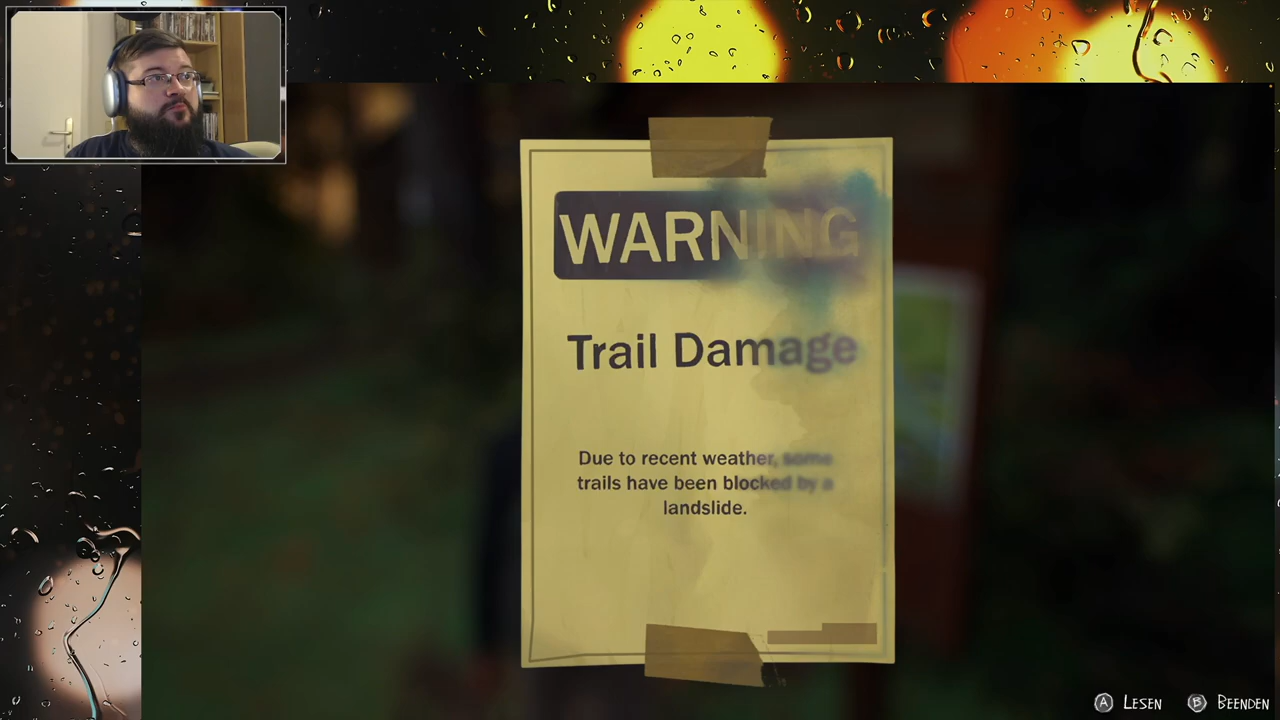 WARNING
Trail Damage
Due to recent weather, some
trails have been blocked by a
landslide.
A LESEN B BEENDEN